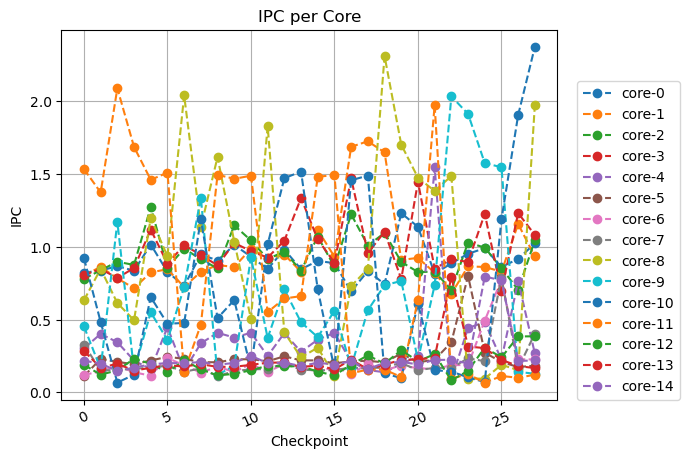 IPC per Core
IPC
2.0
1.5
1.0
0.5
0.0
0
5
10
15
20
25
Checkpoint
core-0
core-1
core-2
core-3
core-4
core-5
core-6
core-7
core-8
core-9
core-10
core-11
core-12
core-13
core-14